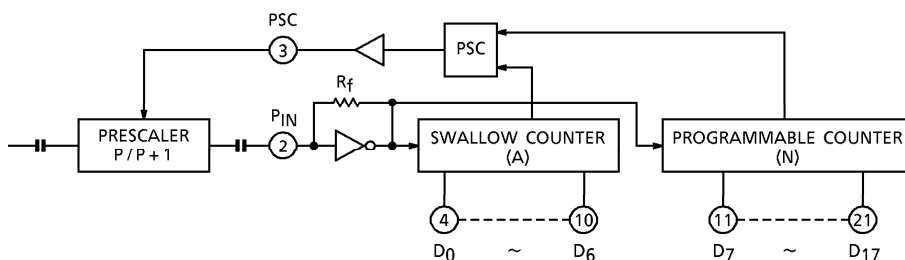 PSC
3
PSC
Rf
PIN
2
PRESCALER
P / P + 1
SWALLOW COUNTER
(A)
PROGRAMMABLE COUNTER
(N)
4 10 11 21
D0 ~ D6 D7 ~ D17